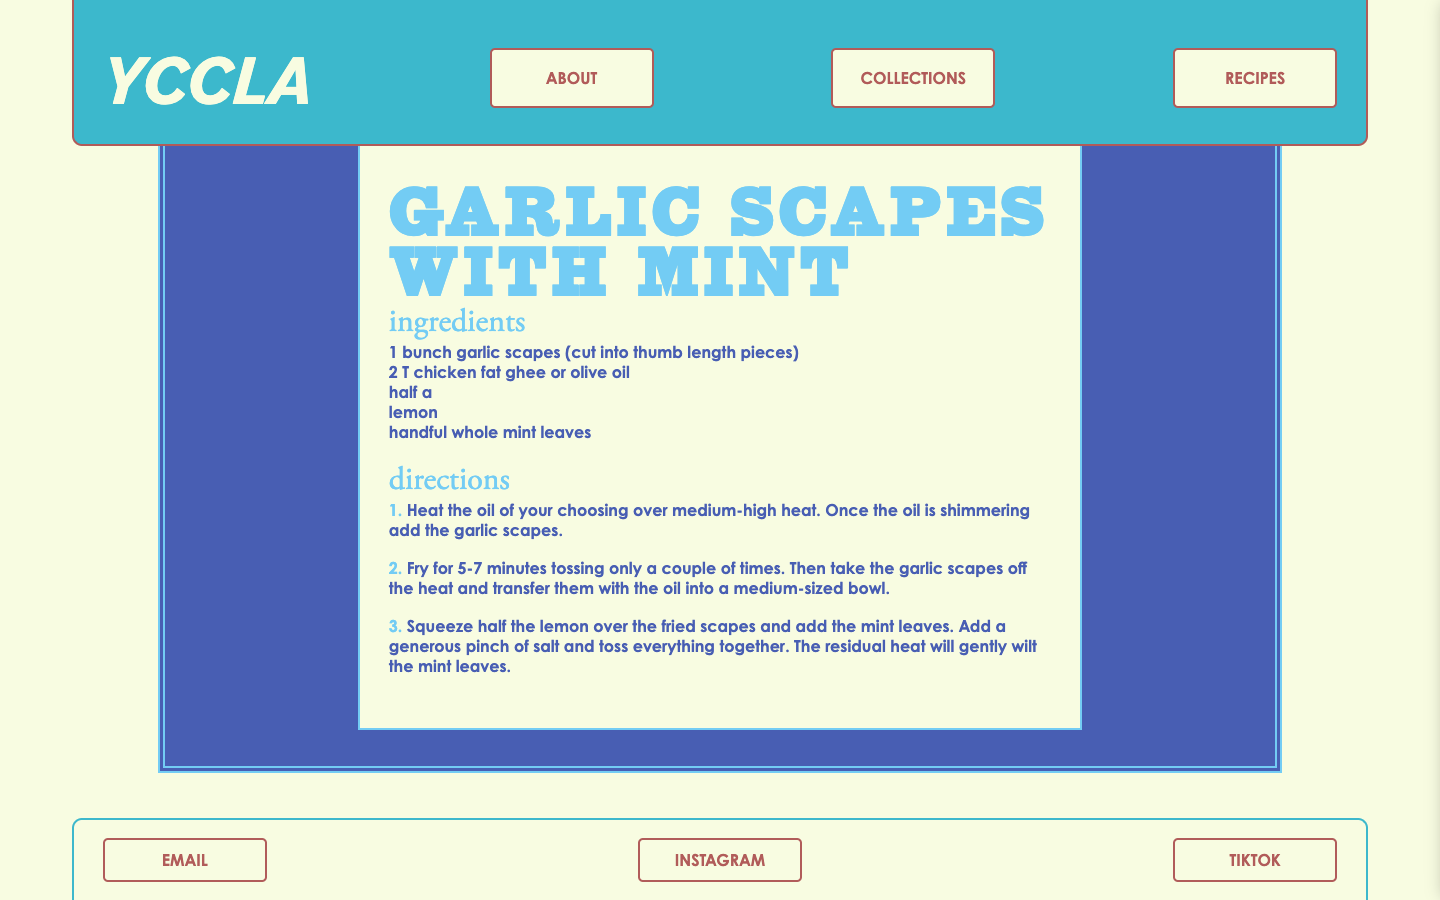 YCCLA
ABOUT
COLLECTIONS
RECIPES
GARLIC SCAPES
WITH MINT
ingredients
1 bunch garlic scapes (cut into thumb length pieces)
2 T chicken fat ghee or olive oil
half a
lemon
handful whole mint leaves
directions
1. Heat the oil of your choosing over medium-high heat. Once the oil is shimmering
add the garlic scapes.
2. Fry for 5-7 minutes tossing only a couple of times. Then take the garlic scapes off
the heat and transfer them with the oil into a medium-sized bowl.
3. Squeeze half the lemon over the fried scapes and add the mint leaves. Add a
generous pinch of salt and toss everything together. The residual heat will gently wilt
the mint leaves.
EMAIL
INSTAGRAM
TIKTOK